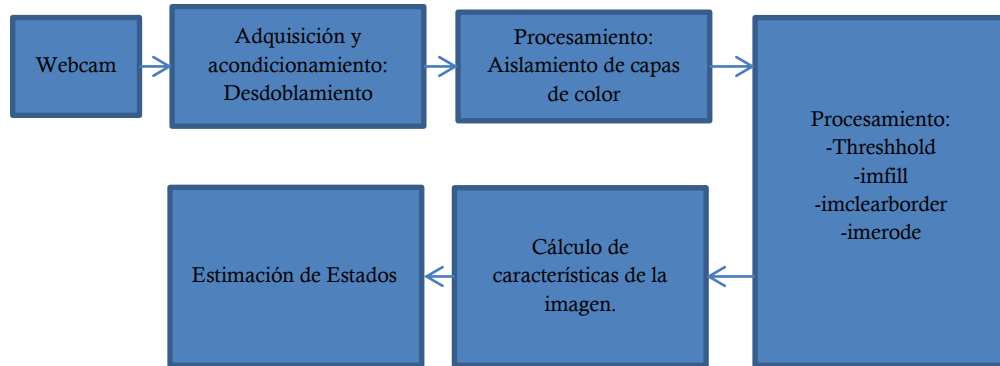 Webcam
Adquisición y
acondicionamiento:
Desdoblamiento
Procesamiento:
Aislamiento de capas
de color
Procesamiento:
-Threshhold
-imfill
-imclearborder
-imerode
Cálculo de
características de la
imagen.
Estimación de Estados